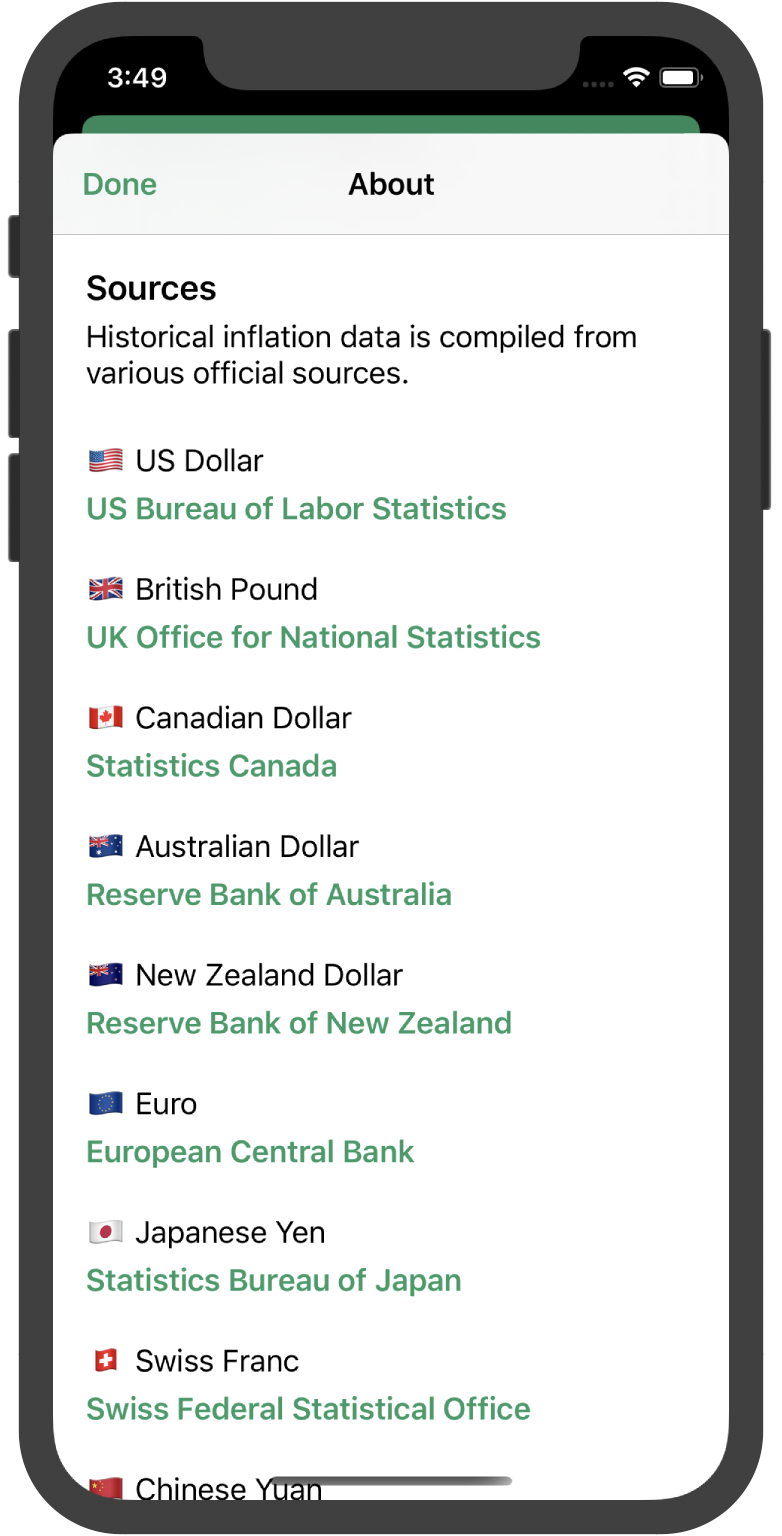 3:49
Done
About
Sources
Historical inflation data is compiled from
various official sources.
US Dollar
US Bureau of Labor Statistics
British Pound
UK Office for National Statistics
Canadian Dollar
Statistics Canada
Australian Dollar
Reserve Bank of Australia
New Zealand Dollar
Reserve Bank of New Zealand
Euro
European Central Bank
Japanese Yen
Statistics Bureau of Japan
Swiss Franc
Swiss Federal Statistical Office
Chinese Yuan